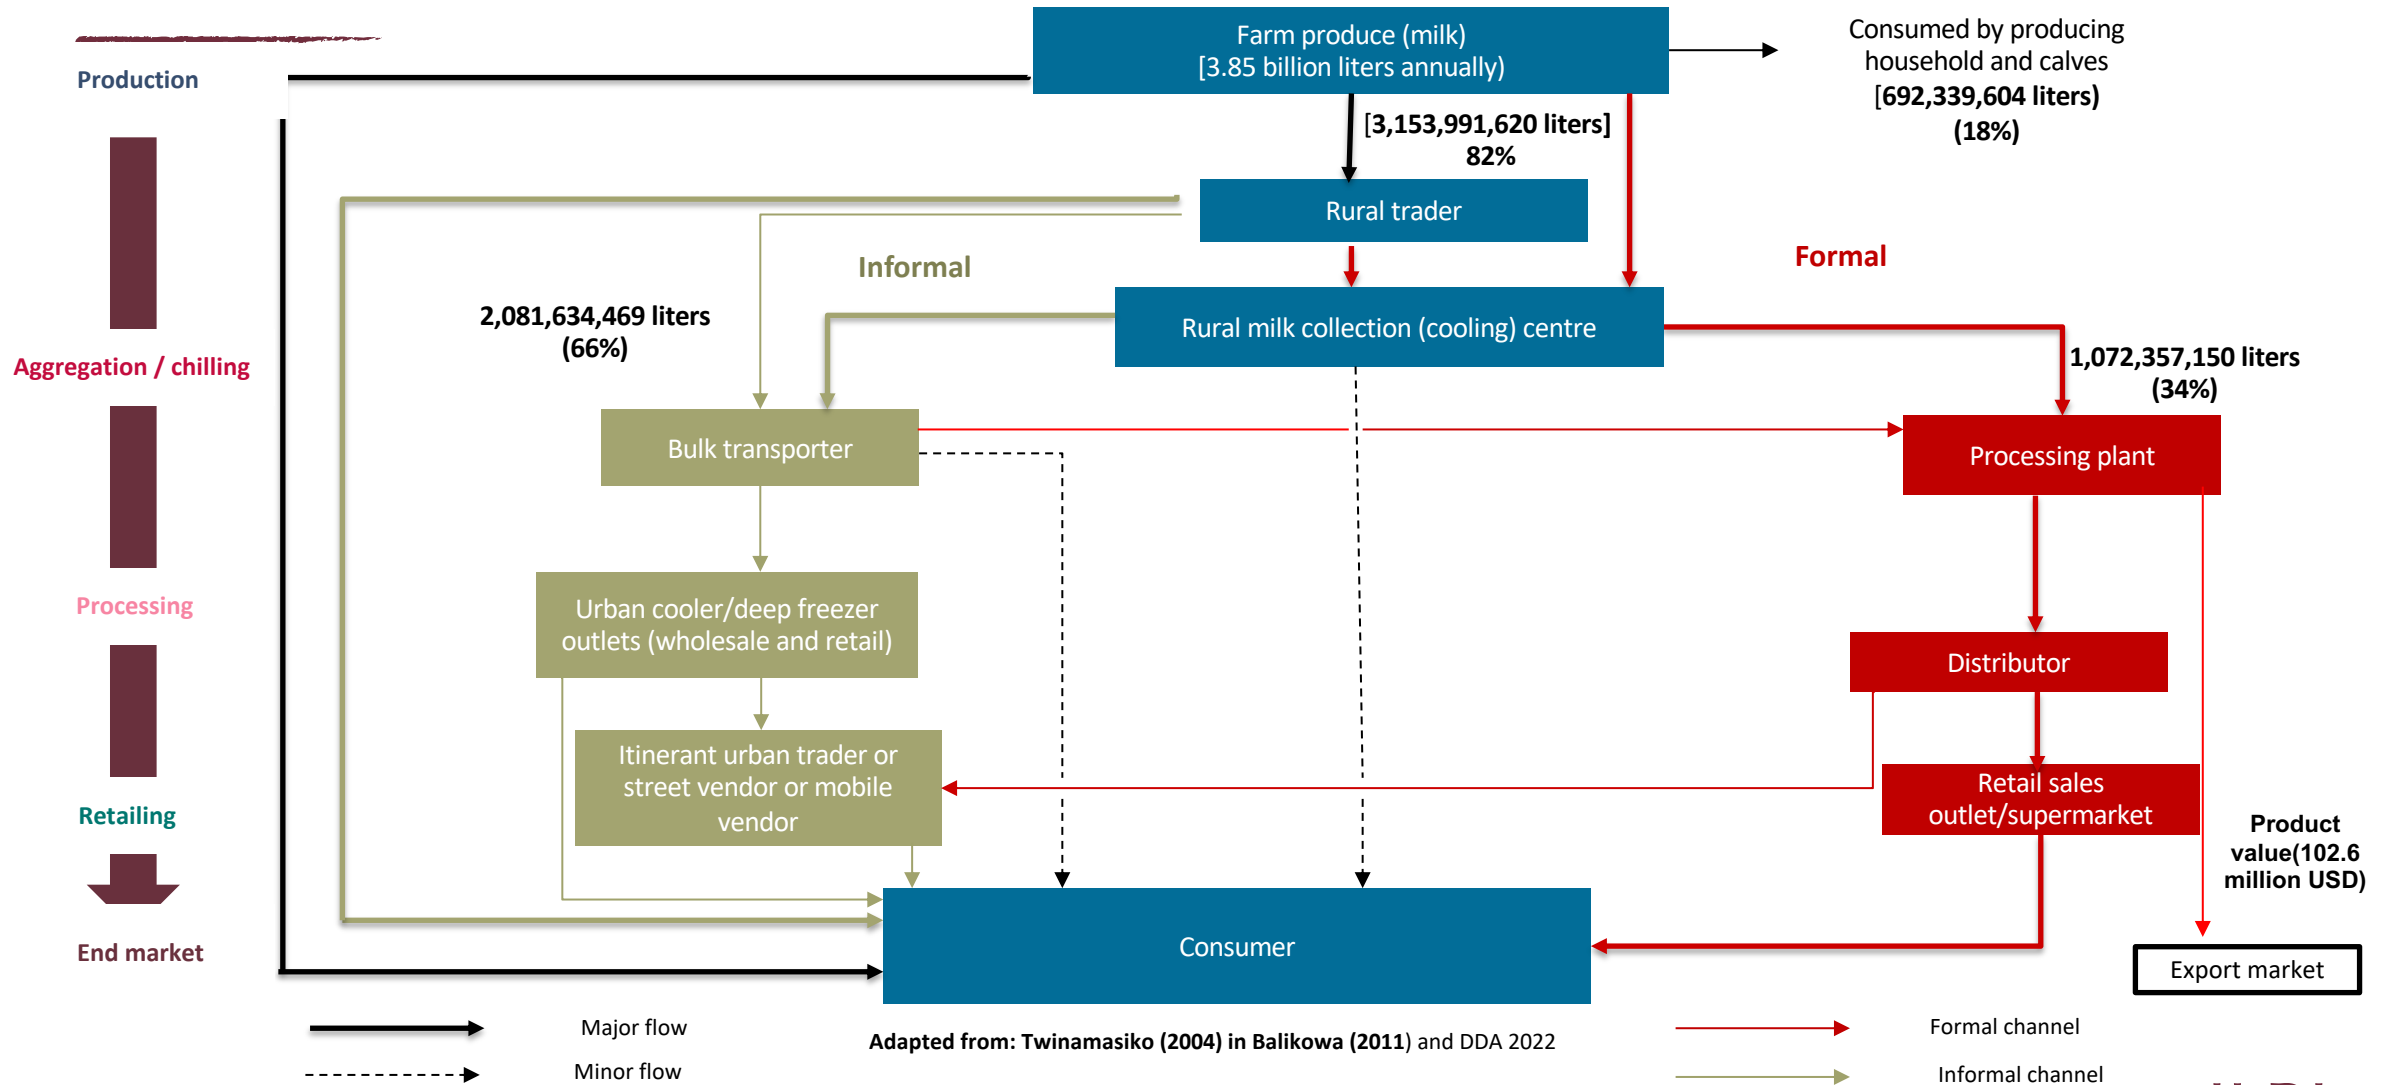 Farm produce (milk)
[3.85 billion liters annually)
Consumed by producing
household and calves
[692,339,604 liters)
(18%)
Production
[3,153,991,620 liters]
82%
Rural trader
Informal
Formal
2,081,634,469 liters
(66%)
Rural milk collection (cooling) centre
Aggregation / chilling
1,072,357,150 liters
(34%)
Bulk transporter
Processing plant
Processing
Urban cooler/deep freezer
outlets (wholesale and retail)
Distributor
Itinerant urban trader or
street vendor or mobile
vendor
Retail sales
outlet/supermarket
Retailing
Product
value(102.6
million USD)
End market
Consumer
Export market
Major flow
Minor flow
Adapted from: Twinamasiko (2004) in Balikowa (2011) and DDA 2022
Formal channel
Informal channel